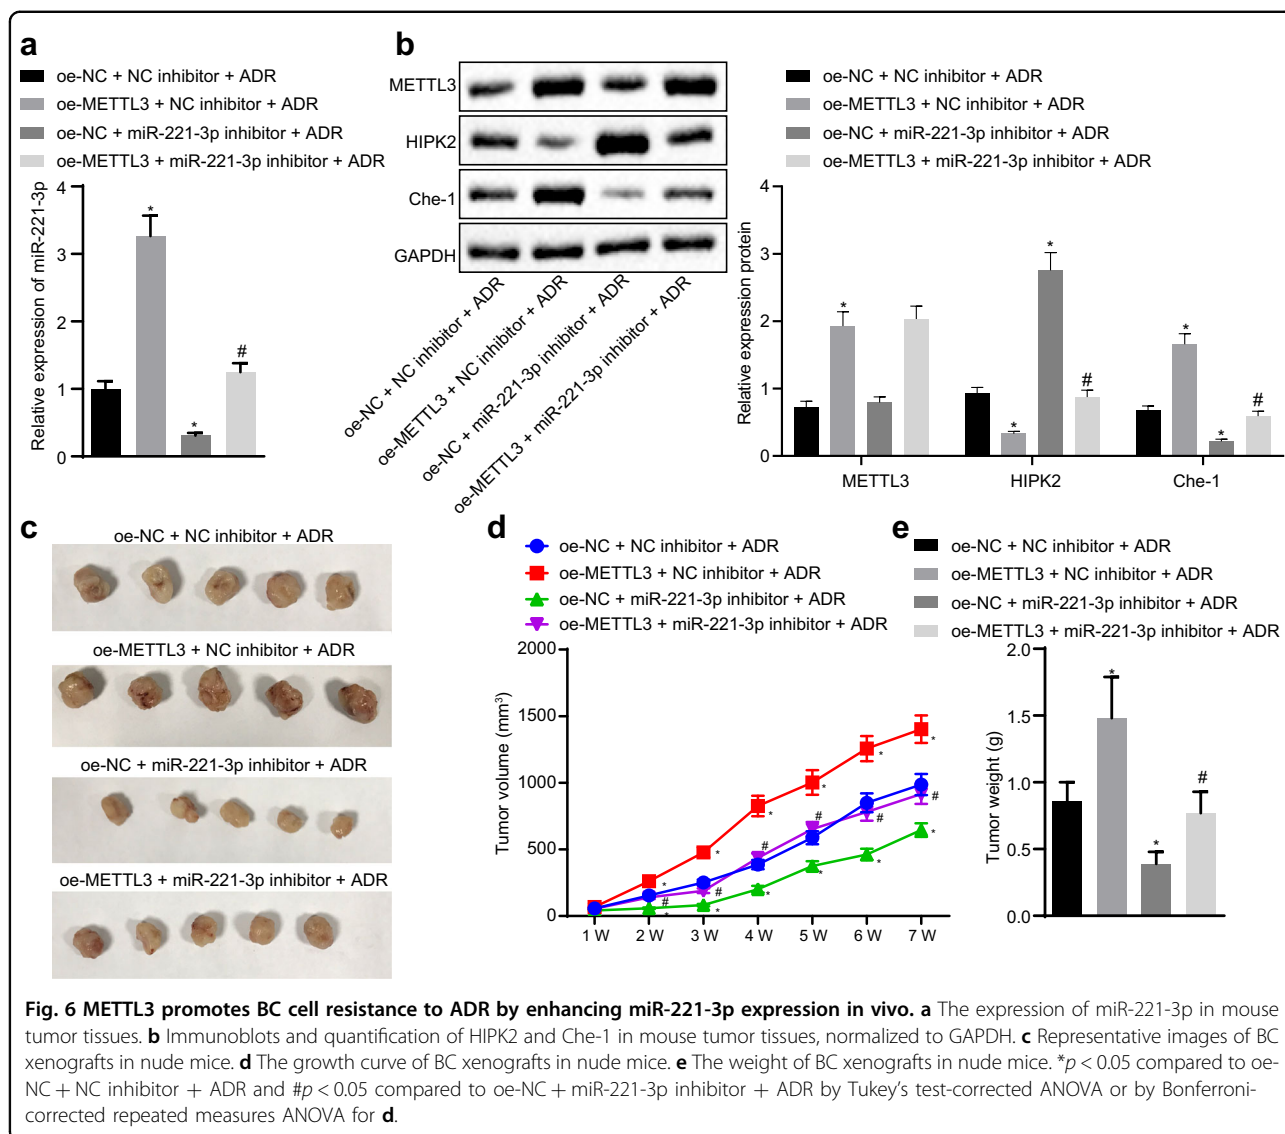 a
oe-NC + NC inhibitor + ADR
oe-METTL3 + NC inhibitor + ADR
oe-NC + miR-221-3p inhibitor + ADR
oe-METTL3 + miR-221-3p inhibitor + ADR
Relative expression of miR-221-3p
4
3
2
1
0
*
*
#
b
METTL3
HIPK2
Che-1
GAPDH
oe-NC + NC inhibitor + ADR
oe-METTL3 + NC inhibitor + ADR
oe-NC + miR-221-3p inhibitor + ADR
oe-METTL3 + miR-221-3p inhibitor + ADR
oe-NC + NC inhibitor + ADR
oe-METTL3 + NC inhibitor + ADR
oe-NC + miR-221-3p inhibitor + ADR
oe-METTL3 + miR-221-3p inhibitor + ADR
Relative expression protein
4
3
2
1
0
*
*
*
#
*
*
#
METTL3 HIPK2 Che-1
c
oe-NC + NC inhibitor + ADR
oe-METTL3 + NC inhibitor + ADR
oe-NC + miR-221-3p inhibitor + ADR
oe-METTL3 + miR-221-3p inhibitor + ADR
d
oe-NC + NC inhibitor + ADR
oe-METTL3 + NC inhibitor + ADR
oe-NC + miR-221-3p inhibitor + ADR
oe-METTL3 + miR-221-3p inhibitor + ADR
Tumor volume (mm³)
2000
1500
1000
500
0
* # *
* # *
* # *
* # *
* # *
* # *
1 W 2 W 3 W 4 W 5 W 6 W 7 W
e
oe-NC + NC inhibitor + ADR
oe-METTL3 + NC inhibitor + ADR
oe-NC + miR-221-3p inhibitor + ADR
oe-METTL3 + miR-221-3p inhibitor + ADR
Tumor weight (g)
2.0
1.5
1.0
0.5
0.0
*
*
#
Fig. 6 METTL3 promotes BC cell resistance to ADR by enhancing miR-221-3p expression in vivo. a The expression of miR-221-3p in mouse
tumor tissues. b Immunoblots and quantification of HIPK2 and Che-1 in mouse tumor tissues, normalized to GAPDH. c Representative images of BC
xenografts in nude mice. d The growth curve of BC xenografts in nude mice. e The weight of BC xenografts in nude mice. *p < 0.05 compared to oe-
NC + NC inhibitor + ADR and #p < 0.05 compared to oe-NC + miR-221-3p inhibitor + ADR by Tukey's test-corrected ANOVA or by Bonferroni-
corrected repeated measures ANOVA for d.